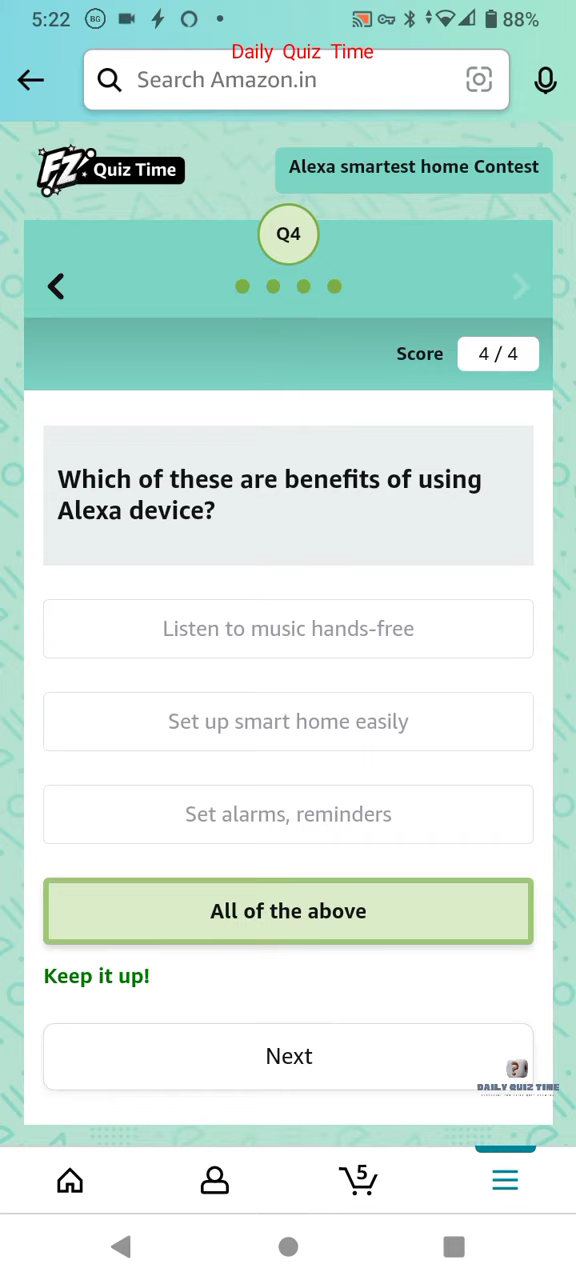 5:22 BG 88%
Daily Quiz Time
Search Amazon.in
FZ Quiz Time
Alexa smartest home Contest
Q4
Score 4 / 4
Which of these are benefits of using
Alexa device?
Listen to music hands-free
Set up smart home easily
Set alarms, reminders
All of the above
Keep it up!
Next
?
DAILY QUIZ TIME
5